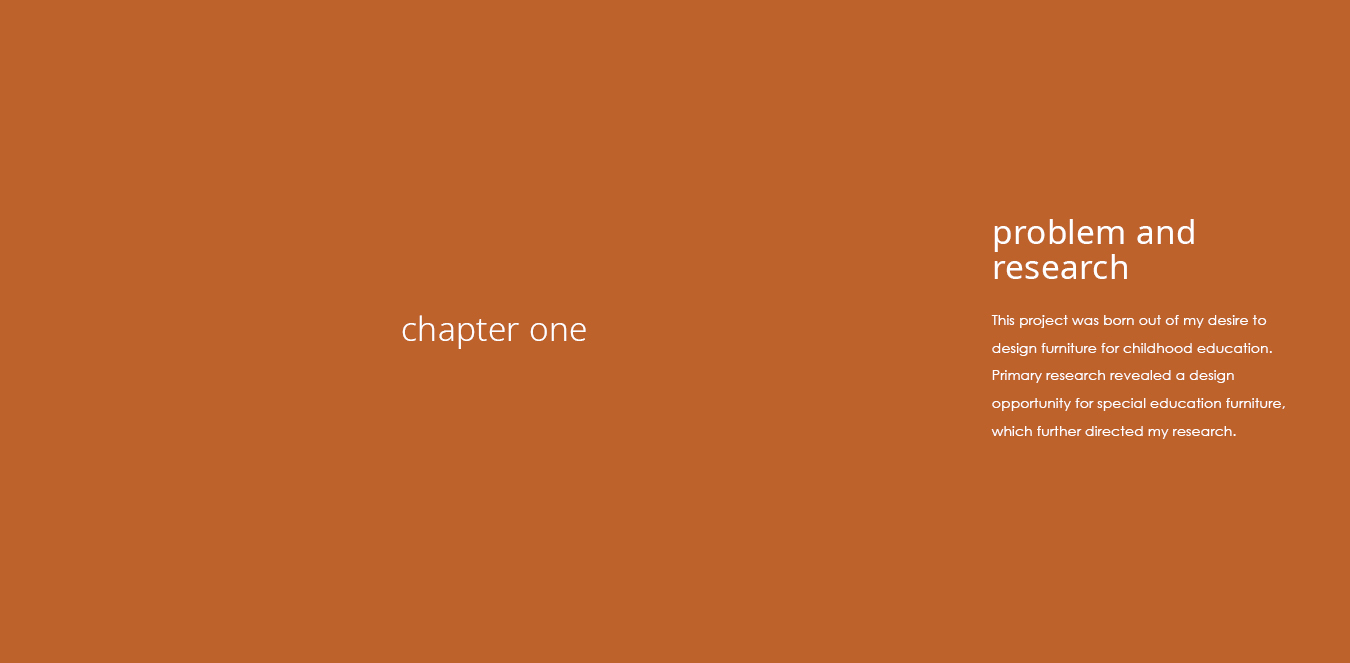 chapter one
problem and
research
This project was born out of my desire to
design furniture for childhood education.
Primary research revealed a design
opportunity for special education furniture,
which further directed my research.